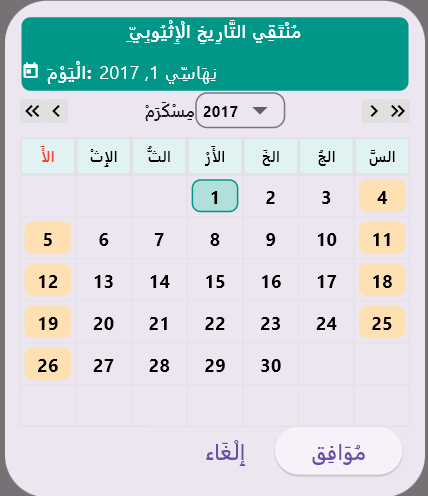 مُنْتَقِي التَّارِيخِ الْإِثْيُوبِيِّ
الْيَوْمَ: نِهَاسِّي 1, 2017
مِسْكَرَمْ 2017
الأَ الإِثْ الثُّ الأَرْ الخَ الجُ السَّ
1 2 3 4
5 6 7 8 9 10 11
12 13 14 15 16 17 18
19 20 21 22 23 24 25
26 27 28 29 30
إِلْغَاء مُوَافِق